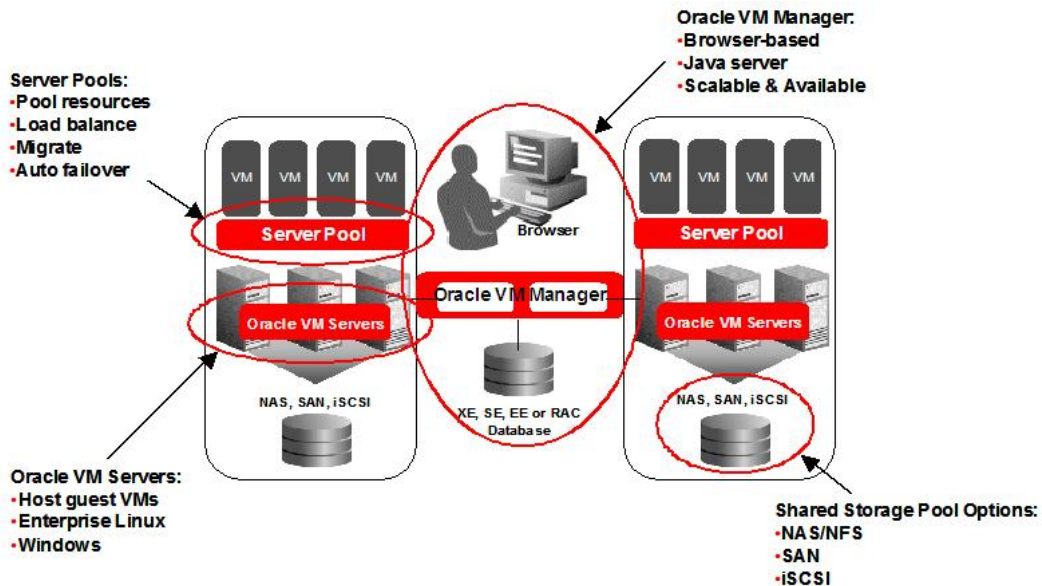 Oracle VM Manager:
•Browser-based
•Java server
•Scalable & Available
Server Pools:
•Pool resources
•Load balance
•Migrate
•Auto failover
VM VM VM VM
Server Pool
Oracle VM Servers
NAS, SAN, iSCSI
Browser
Oracle VM Manager
XE, SE, EE or RAC
Database
VM VM VM VM
Server Pool
Oracle VM Servers
NAS, SAN, iSCSI
Oracle VM Servers:
•Host guest VMs
•Enterprise Linux
•Windows
Shared Storage Pool Options:
•NAS/NFS
•SAN
•iSCSI